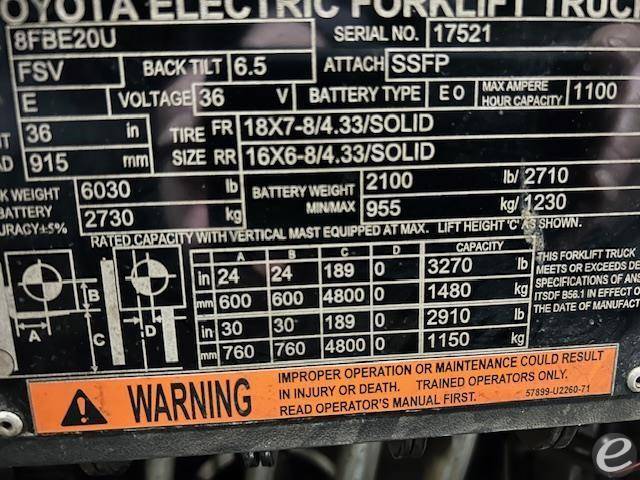 TOYOTA ELECTRIC FORKLIFT TRUCK
8FBE20U SERIAL NO. 17521
FSV BACK TILT 6.5 ATTACH SSFP
E VOLTAGE 36 V BATTERY TYPE E O MAX AMPERE HOUR CAPACITY 1100
36 in TIRE FR 18X7-8/4.33/SOLID
915 mm SIZE RR 16X6-8/4.33/SOLID
WEIGHT 6030 lb BATTERY WEIGHT 2100 lb/ 2710
BATTERY 2730 kg MIN/MAX 955 kg/ 1230
±5% RATED CAPACITY WITH VERTICAL MAST EQUIPPED AT MAX. LIFT HEIGHT 'C' AS SHOWN.
A B C D CAPACITY
in 24 24 189 0 3270 lb
mm 600 600 4800 0 1480 kg
in 30 30 189 0 2910 lb
mm 760 760 4800 0 1150 kg
B
A C D
THIS FORKLIFT TRUCK
MEETS OR EXCEEDS
SPECIFICATIONS OF
ITSDF B56.1 IN EFFECT
THE DATE OF
WARNING
IMPROPER OPERATION OR MAINTENANCE COULD RESULT
IN INJURY OR DEATH. TRAINED OPERATORS ONLY.
READ OPERATOR'S MANUAL FIRST. 57899-U2260-71
e